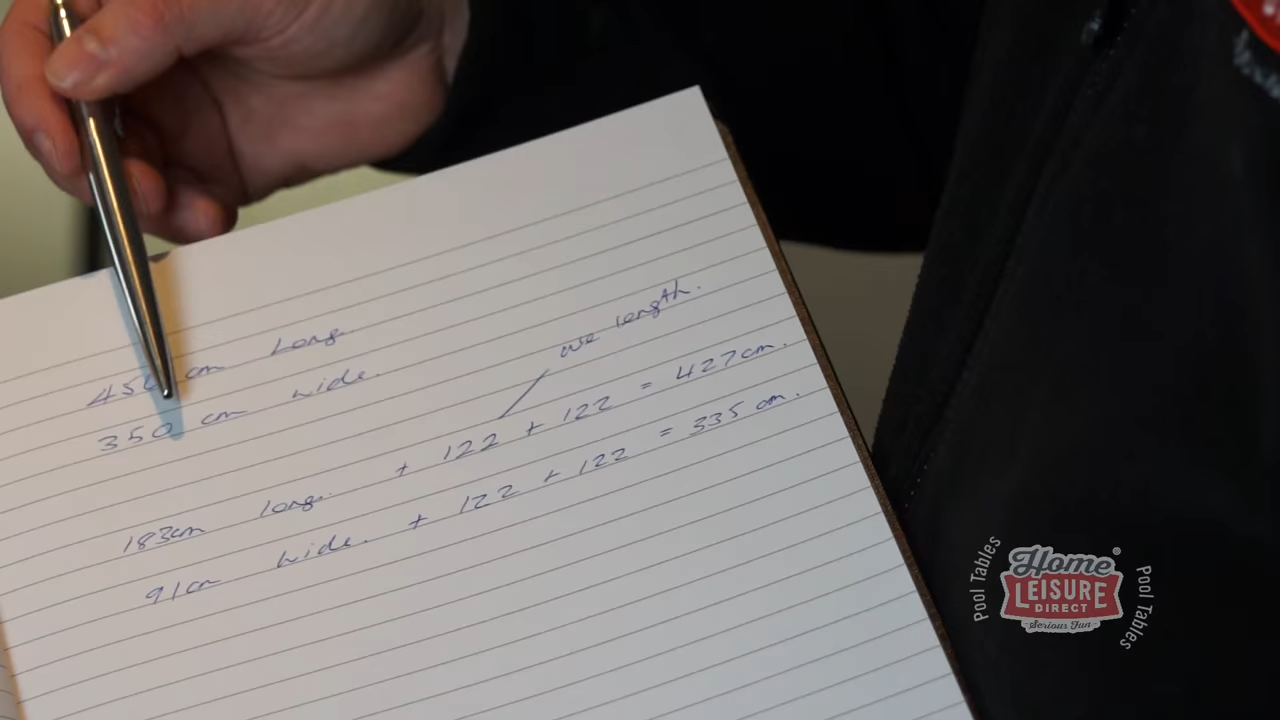 450 cm Long.
350 cm wide.
cue length.
183cm long. + 122 + 122 = 427cm.
91cm wide. + 122 + 122 = 335 cm.
Pool Tables
Home
LEISURE
DIRECT
Serious Fun
Pool Tables